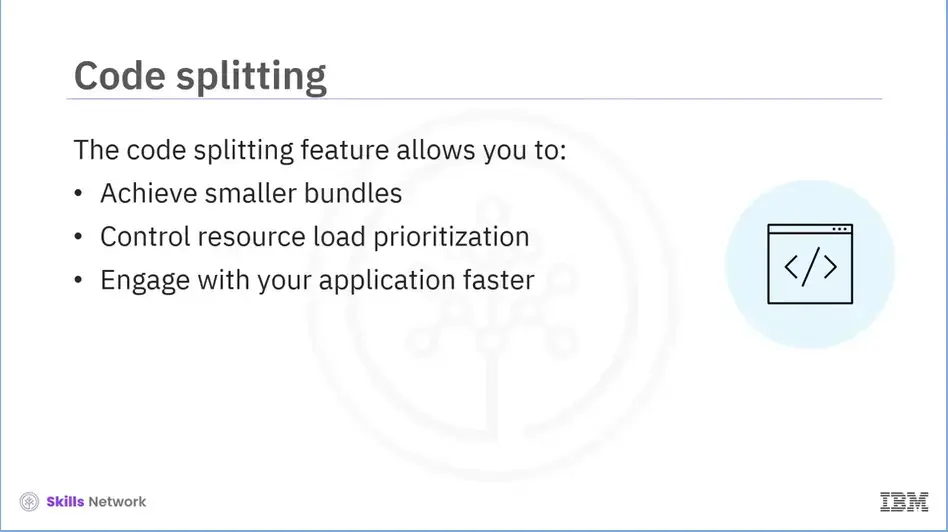 Code splitting
The code splitting feature allows you to:
• Achieve smaller bundles
• Control resource load prioritization
• Engage with your application faster
</>
Skills Network
IBM